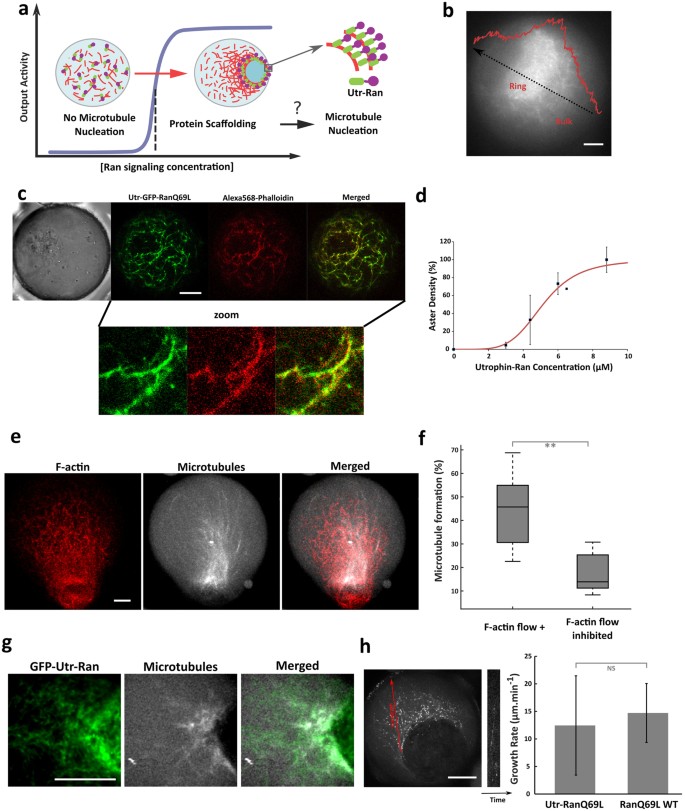 a
Output Activity
No Microtubule
Nucleation
Protein Scaffolding
?
Microtubule
Nucleation
Utr-Ran
[Ran signaling concentration]
b
Ring
Bulk
c
Utr-GFP-RanQ69L
Alexa568-Phalloidin
Merged
zoom
d
Aster Density (%)
120
100
80
60
40
20
0
0
2
4
6
8
10
Utrophin-Ran Concentration (µM)
e
F-actin
Microtubules
Merged
f
Microtubule formation (%)
70
60
50
40
30
20
10
**
F-actin flow +
F-actin flow
inhibited
g
GFP-Utr-Ran
Microtubules
Merged
h
Time
Growth Rate (µm.min-1)
25
20
15
10
5
0
NS
Utr-RanQ69L
RanQ69L WT